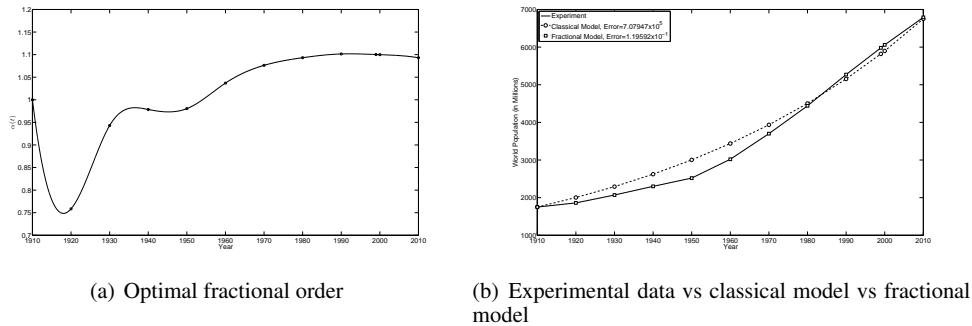 1.2
1.15
1.1
1.05
1
0.95
0.9
0.85
0.8
0.75
0.7
α(t)
1910 1920 1930 1940 1950 1960 1970 1980 1990 2000 2010
Year
(a) Optimal fractional order
7000
6000
5000
4000
3000
2000
1000
World Population (in Millions)
Experiment
Classical Model, Error=7.07947x10^5
Fractional Model, Error=1.19592x10^-1
1910 1920 1930 1940 1950 1960 1970 1980 1990 2000 2010
Year
(b) Experimental data vs classical model vs fractional
model